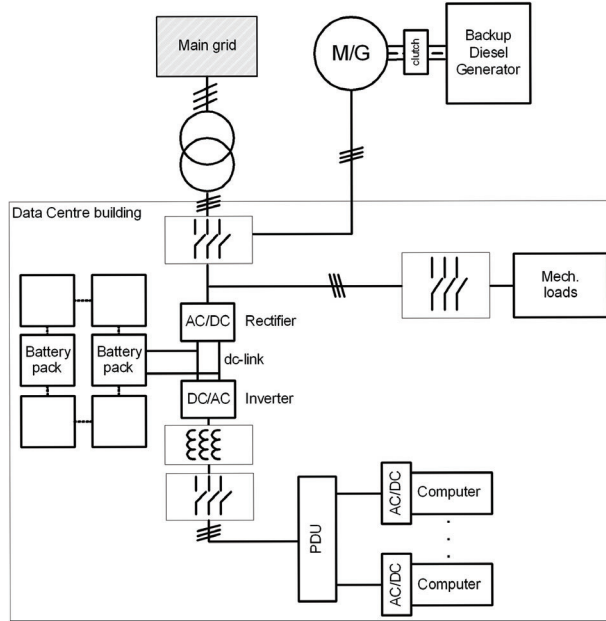 Main grid
M/G
clutch
Backup
Diesel
Generator
Data Centre building
AC/DC
Rectifier
Mech.
loads
Battery
pack
Battery
pack
dc-link
DC/AC
Inverter
PDU
AC/DC
Computer
AC/DC
Computer